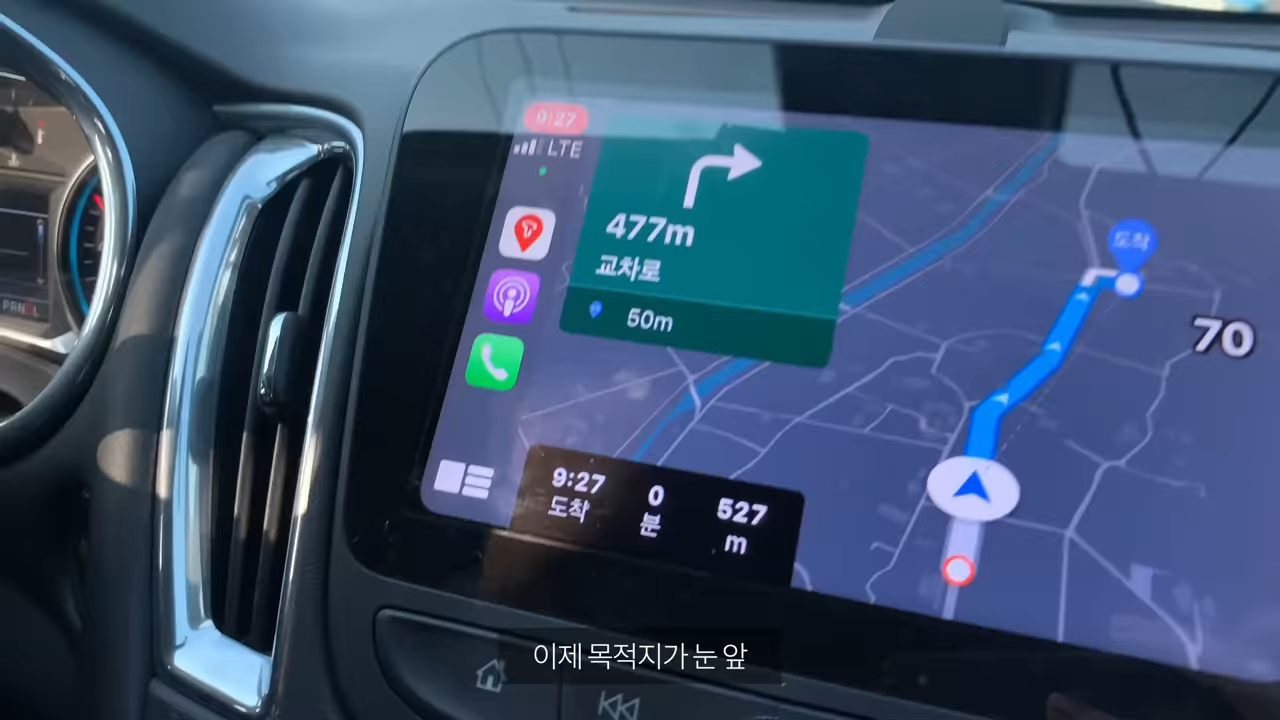 9:27
LTE
477m
교차로
50m
도착
70
9:27 0 527
도착 분 m
PRNDL
이제 목적지가 눈 앞